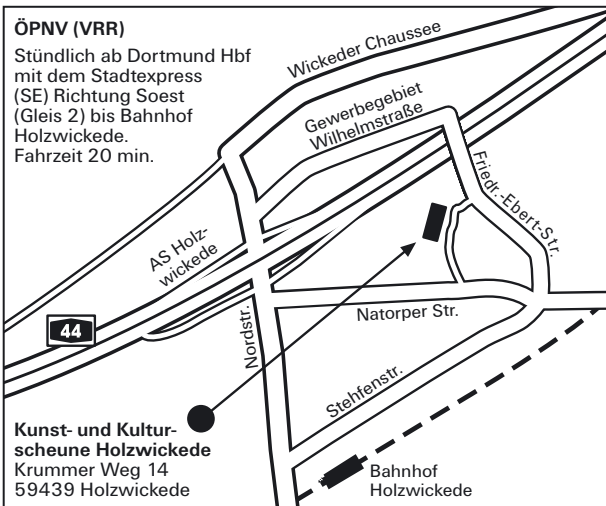 ÖPNV (VRR)
Stündlich ab Dortmund Hbf
mit dem Stadtexpress
(SE) Richtung Soest
(Gleis 2) bis Bahnhof
Holzwickede.
Fahrzeit 20 min.
Wickeder Chaussee
Gewerbegebiet
Wilhelmstraße
Friedr.-Ebert-Str.
AS Holz-
wickede
44
Nordstr.
Natorper Str.
Stehfenstr.
Kunst- und Kultur-
scheune Holzwickede
Krummer Weg 14
59439 Holzwickede
Bahnhof
Holzwickede